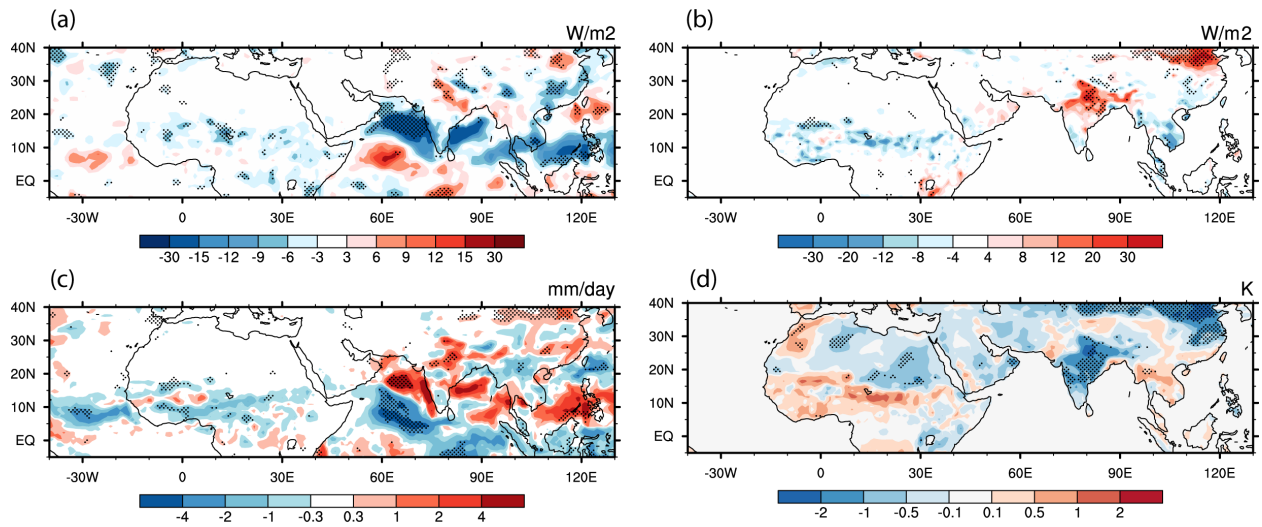 (a)
W/m2
40N
30N
20N
10N
EQ
-30W 0 30E 60E 90E 120E
-30 -15 -12 -9 -6 -3 3 6 9 12 15 30
(b)
W/m2
40N
30N
20N
10N
EQ
-30W 0 30E 60E 90E 120E
-30 -20 -12 -8 -4 4 8 12 20 30
(c)
mm/day
40N
30N
20N
10N
EQ
-30W 0 30E 60E 90E 120E
-4 -2 -1 -0.3 0.3 1 2 4
(d)
K
40N
30N
20N
10N
EQ
-30W 0 30E 60E 90E 120E
-2 -1 -0.5 -0.1 0.1 0.5 1 2